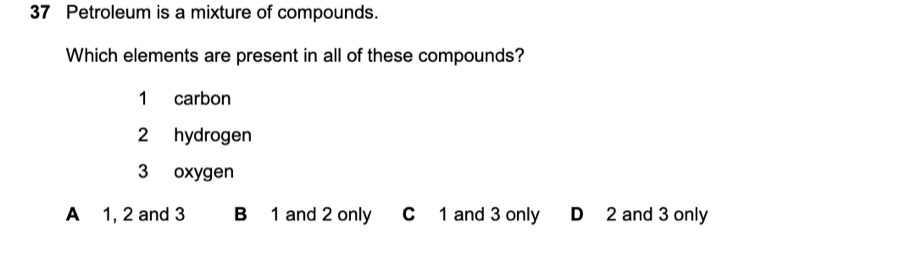 37 Petroleum is a mixture of compounds.
Which elements are present in all of these compounds?
1 carbon
2 hydrogen
3 oxygen
A 1, 2 and 3 B 1 and 2 only C 1 and 3 only D 2 and 3 only